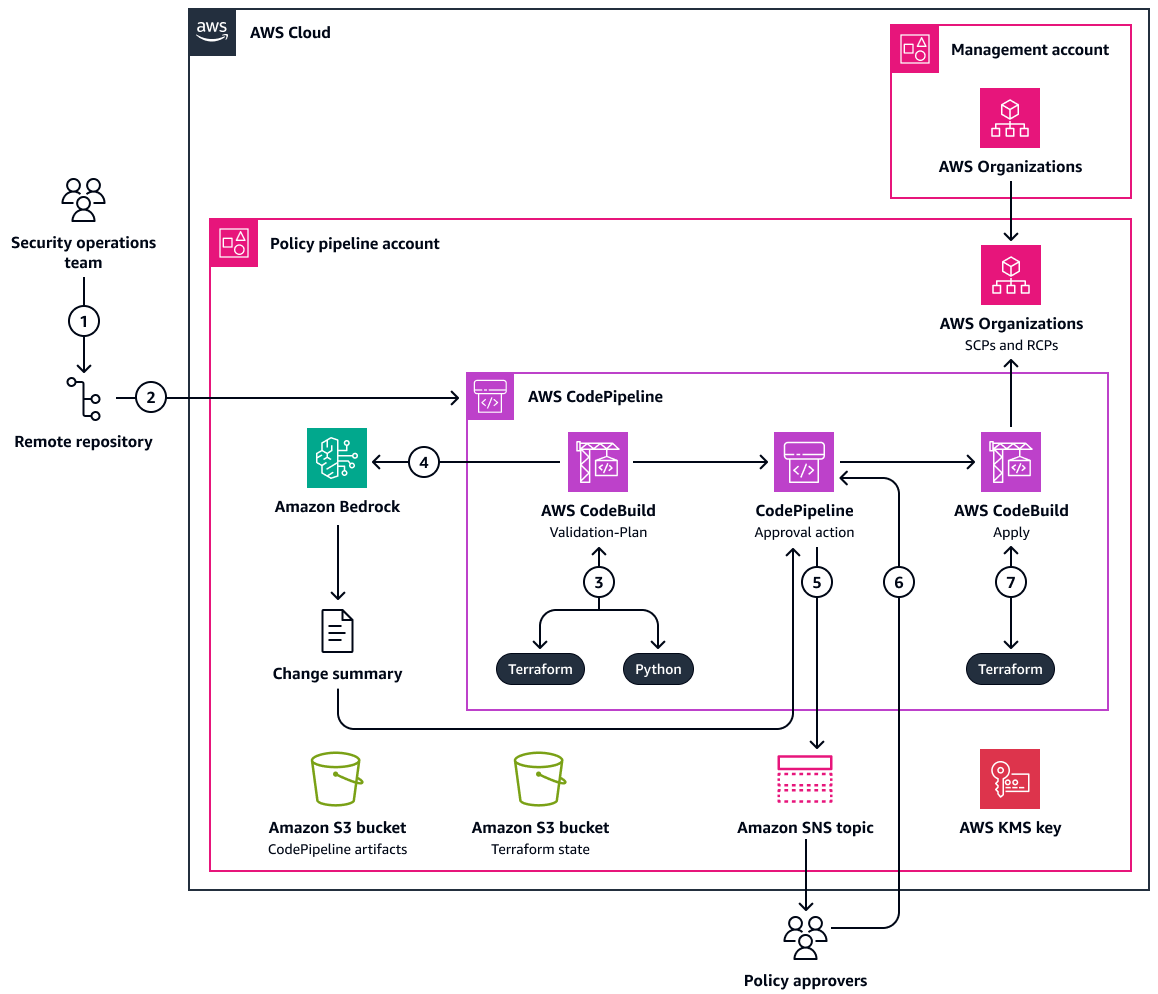 aws
AWS Cloud
Management account
AWS Organizations
Security operations
team
Policy pipeline account
1
AWS Organizations
SCPs and RCPs
2
AWS CodePipeline
Remote repository
4
Amazon Bedrock
AWS CodeBuild
Validation-Plan
CodePipeline
Approval action
AWS CodeBuild
Apply
3
5
6
7
Change summary
Terraform
Python
Terraform
Amazon S3 bucket
CodePipeline artifacts
Amazon S3 bucket
Terraform state
Amazon SNS topic
AWS KMS key
Policy approvers